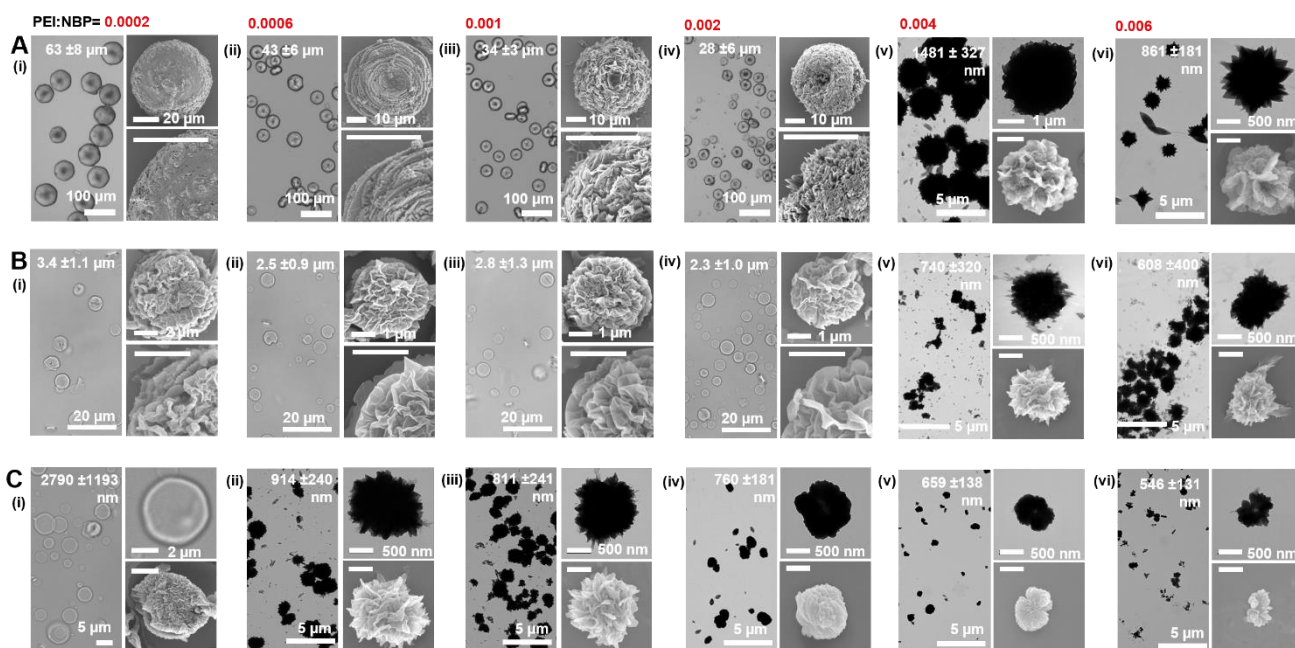 PEI:NBP= 0.0002 0.0006 0.001 0.002 0.004 0.006
A
(i) 63 ±8 µm 100 µm 20 µm
(ii) 43 ±6 µm 100 µm 10 µm
(iii) 34 ±3 µm 100 µm 10 µm
(iv) 28 ±6 µm 100 µm 10 µm
(v) 1481 ± 327
nm
5 µm 1 µm
(vi) 861 ±181
nm
5 µm 500 nm
B
(i) 3.4 ±1.1 µm 20 µm 2 µm
(ii) 2.5 ±0.9 µm 20 µm 1 µm
(iii) 2.8 ±1.3 µm 20 µm 1 µm
(iv) 2.3 ±1.0 µm 20 µm 1 µm
(v) 740 ±320
nm
5 µm 500 nm
(vi) 608 ±400
nm
5 µm 500 nm
C
(i) 2790 ±1193
nm
5 µm 2 µm
(ii) 914 ±240
nm
5 µm 500 nm
(iii) 811 ±241
nm
5 µm 500 nm
(iv) 760 ±181
nm
5 µm 500 nm
(v) 659 ±138
nm
5 µm 500 nm
(vi) 546 ±131
nm
5 µm 500 nm